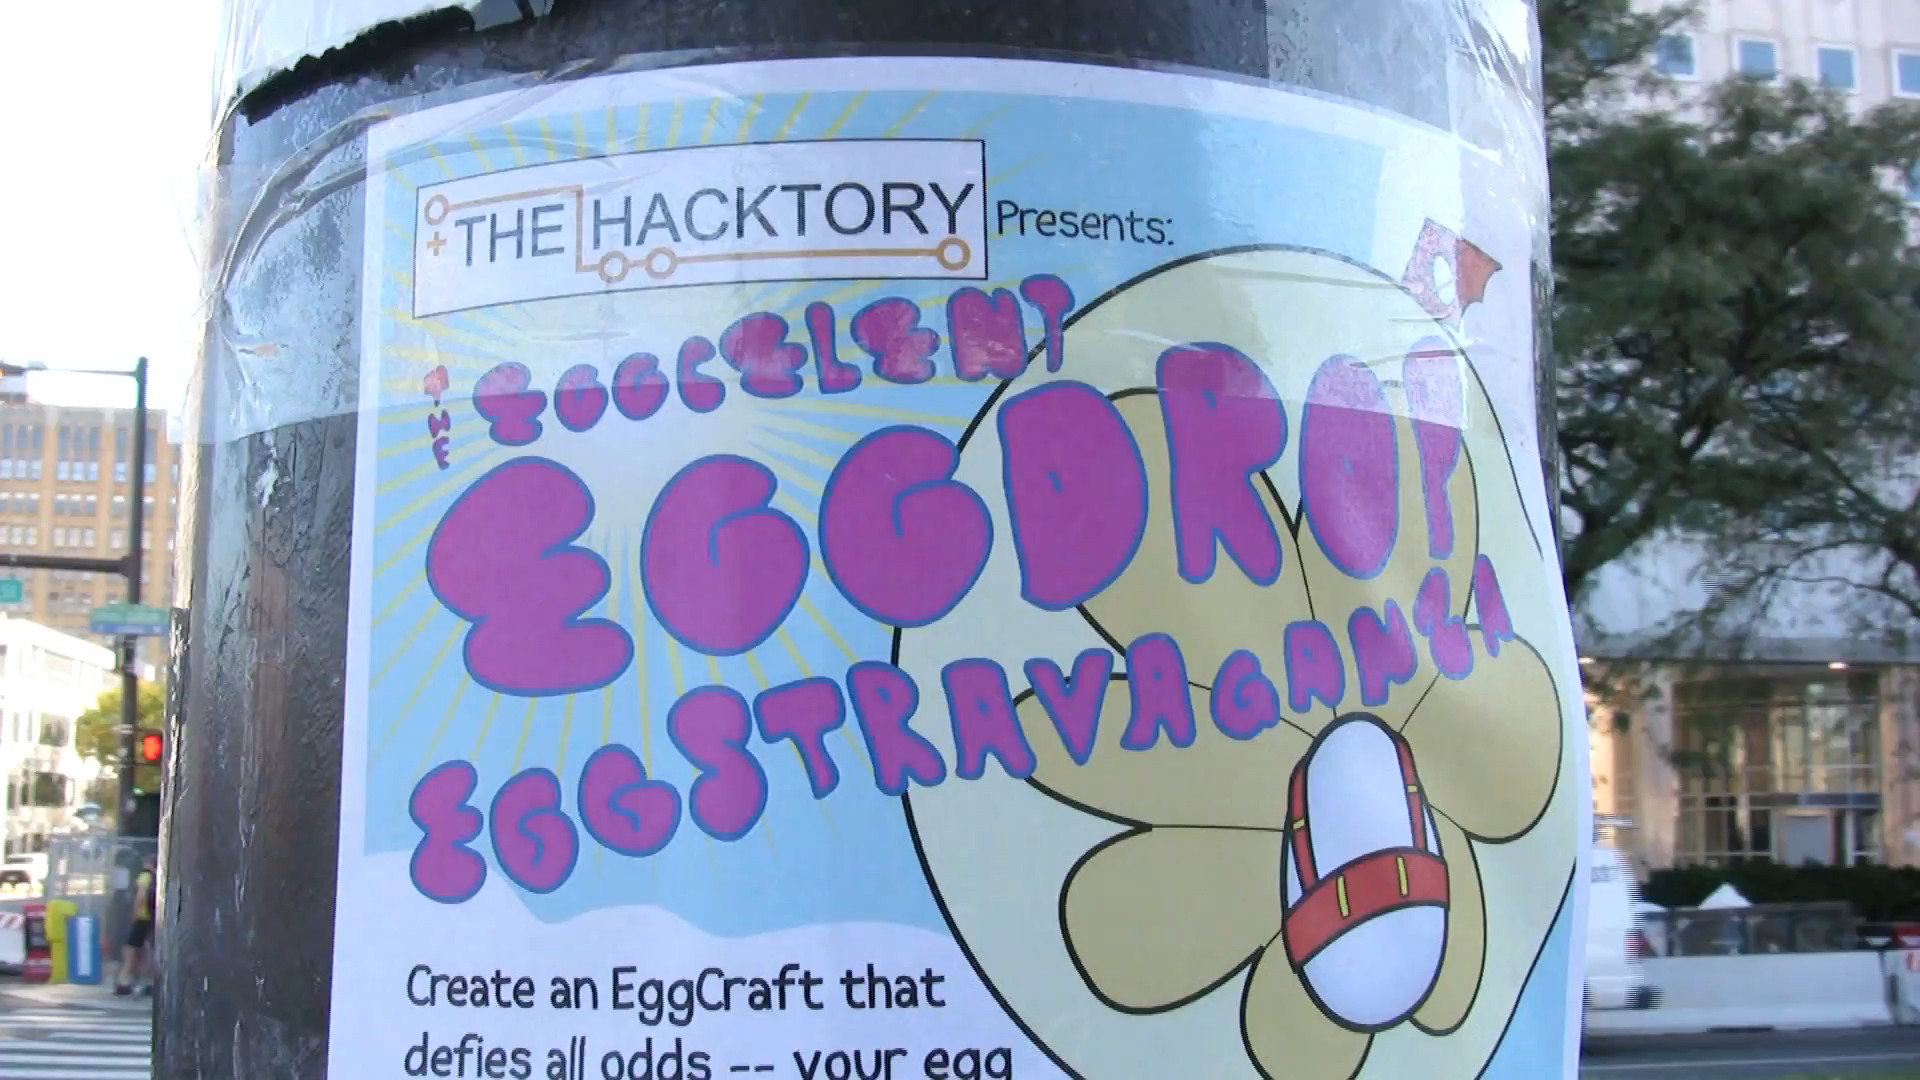 THE HACKTORY Presents:
THE EGGCELENT
EGGDROP
EGGSTRAVAGANZA
Create an EggCraft that
defies all odds -- your egg